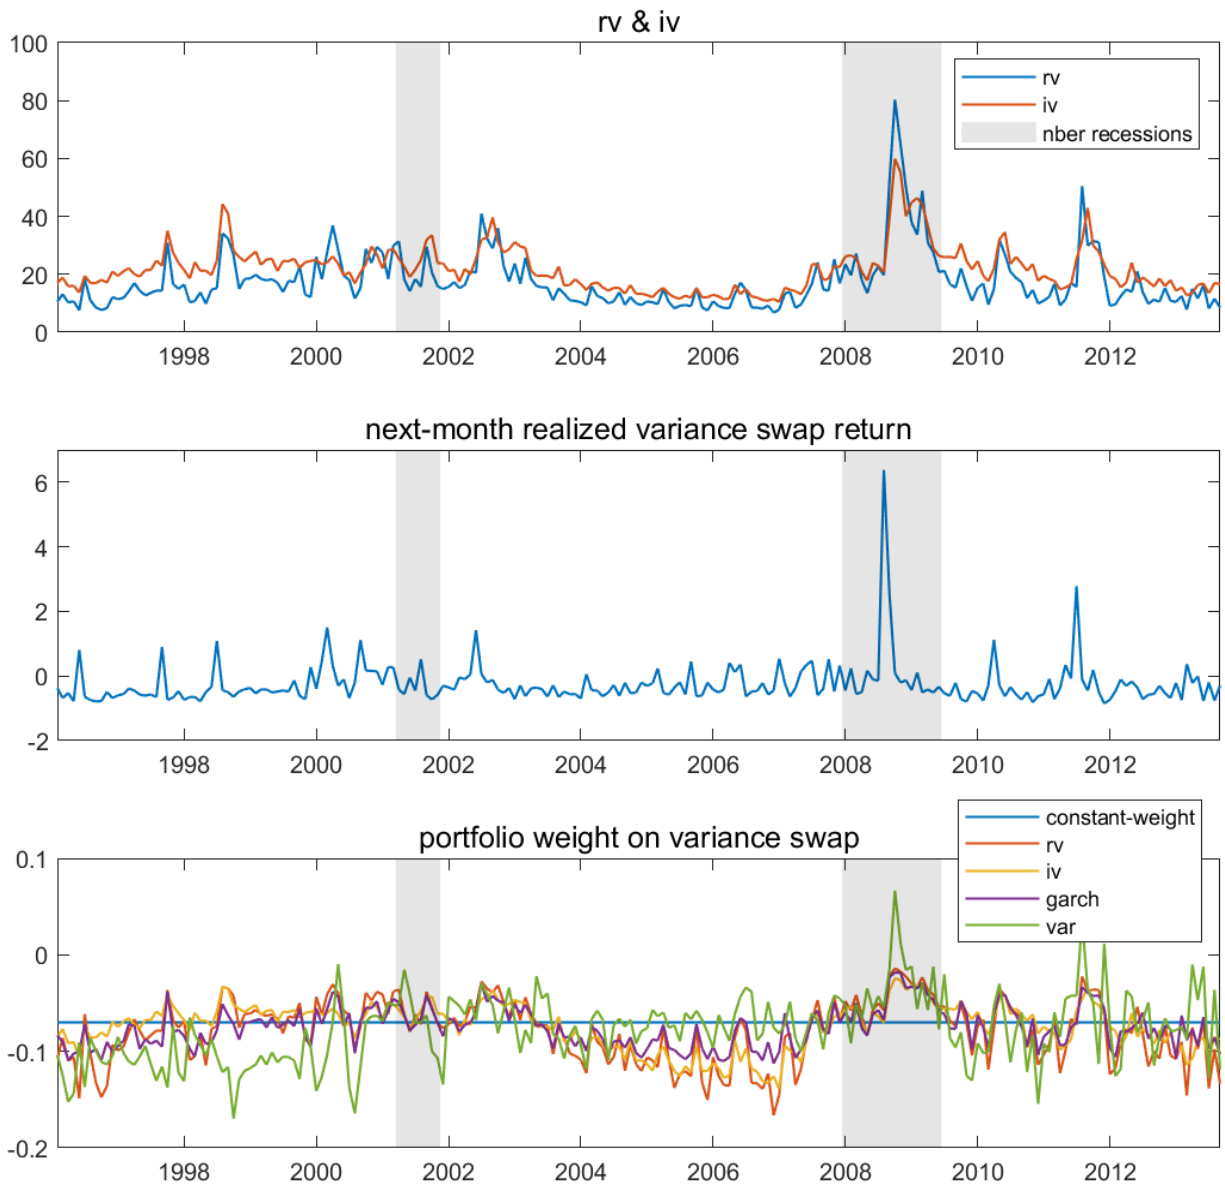 rv & iv
100
80
60
40
20
0
rv
iv
nber recessions
1998 2000 2002 2004 2006 2008 2010 2012
next-month realized variance swap return
6
4
2
0
-2
1998 2000 2002 2004 2006 2008 2010 2012
portfolio weight on variance swap
0.1
0
-0.1
-0.2
constant-weight
rv
iv
garch
var
1998 2000 2002 2004 2006 2008 2010 2012